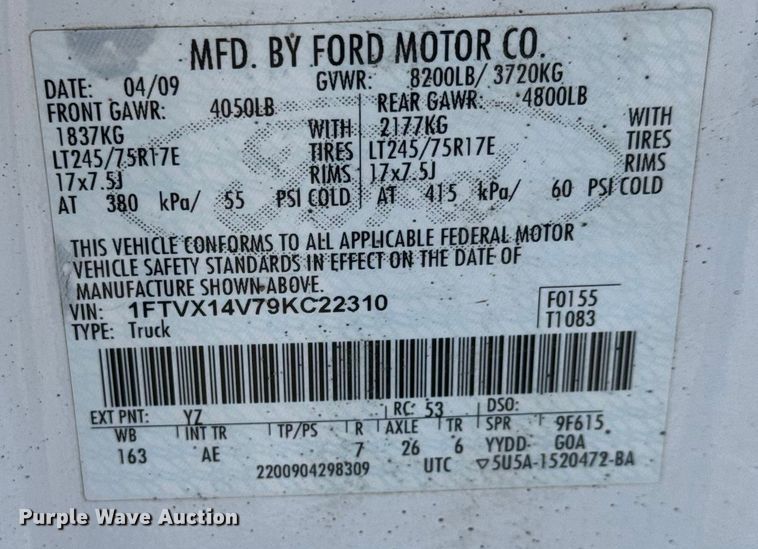 MFD. BY FORD MOTOR CO.
DATE: 04/09 GVWR: 8200LB/ 3720KG
FRONT GAWR: 4050LB REAR GAWR: 4800LB
1837KG WITH 2177KG WITH
LT245/75R17E TIRES LT245/75R17E TIRES
17x7.5J RIMS 17x7.5J RIMS
AT 380 kPa/ 55 PSI COLD AT 415 kPa/ 60 PSI COLD
THIS VEHICLE CONFORMS TO ALL APPLICABLE FEDERAL MOTOR
VEHICLE SAFETY STANDARDS IN EFFECT ON THE DATE OF
MANUFACTURE SHOWN ABOVE.
VIN: 1FTVX14V79KC22310 F0155
TYPE: Truck T1083
EXT PNT: YZ RC: 53 DSO:
WB INT TR TP/PS R AXLE TR SPR 9F615
163 AE 7 26 6 YYDD GOA
2200904298309 UTC ▽5U5A-1520472-BA
Purple Wave Auction